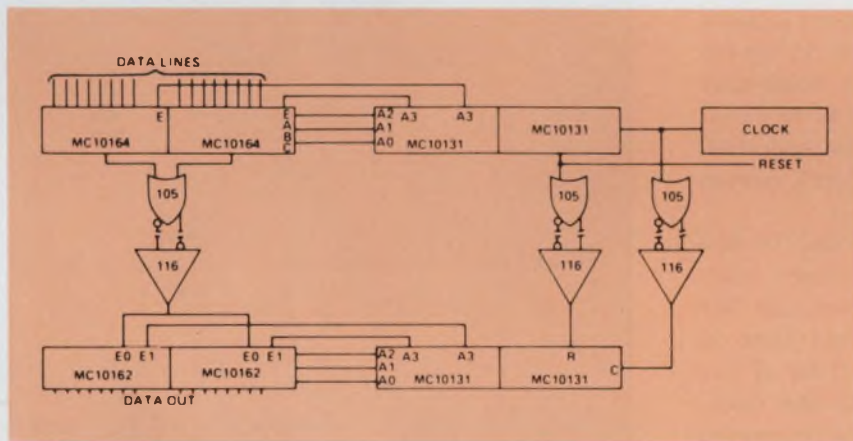 DATA LINES
E E A3 A3
A A2
B A1
C A0
MC10164 MC10164 MC10131 MC10131 CLOCK
RESET
105 105 105
116 116 116
E0 E1 E0 E1 A2 A3 A3 R
A1
A0
C
MC10162 MC10162 MC10131 MC10131
DATA OUT